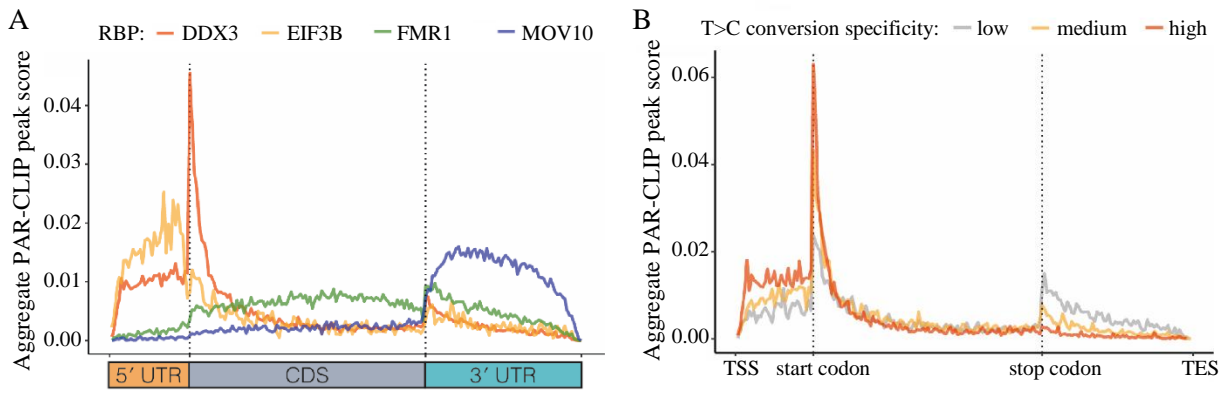 A
RBP: DDX3 EIF3B FMR1 MOV10
Aggregate PAR-CLIP peak score
0.04
0.03
0.02
0.01
0.00
5′ UTR CDS 3′ UTR
B
T>C conversion specificity: low medium high
Aggregate PAR-CLIP peak score
0.06
0.04
0.02
0.00
TSS start codon stop codon TES